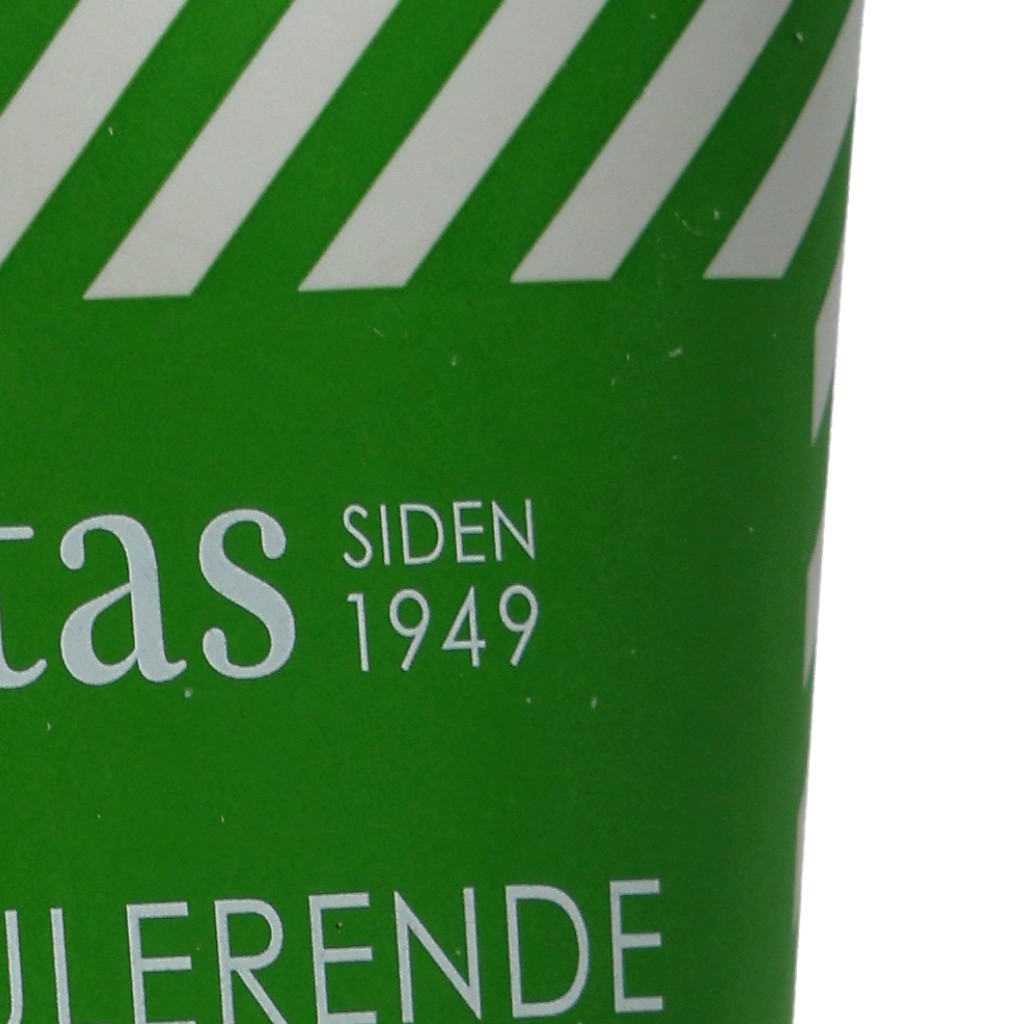 tas SIDEN
1949
ULERENDE